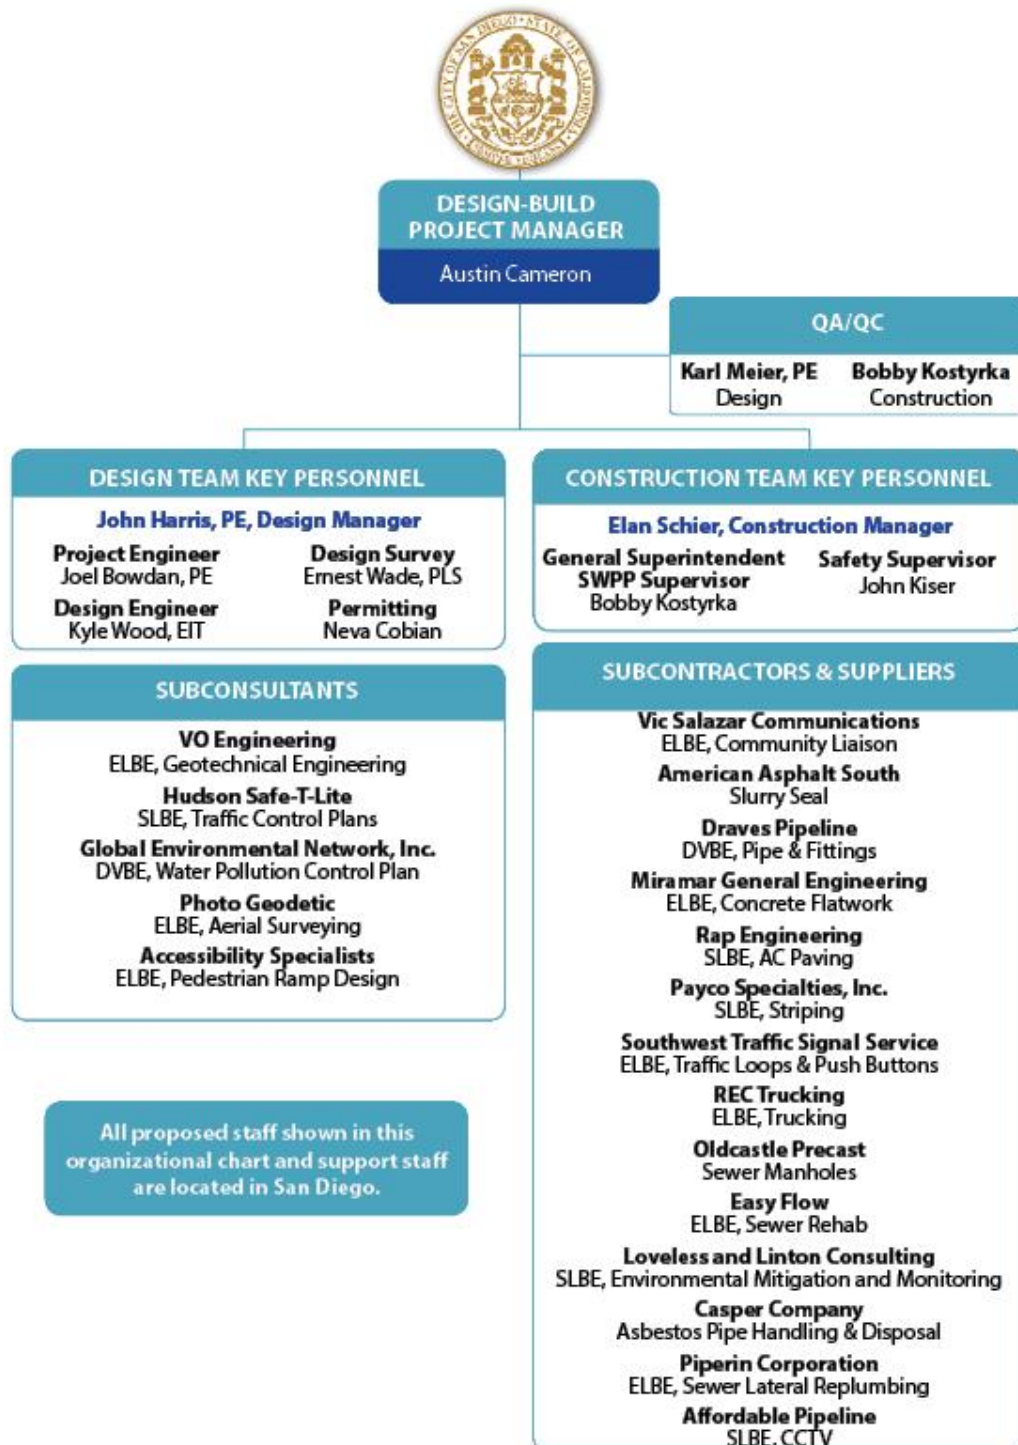 THE CITY OF SAN DIEGO • STATE OF CALIFORNIA
SEMPER VIGILANS
DESIGN-BUILD
PROJECT MANAGER
Austin Cameron
QA/QC
Karl Meier, PE
Design
Bobby Kostyrka
Construction
DESIGN TEAM KEY PERSONNEL
John Harris, PE, Design Manager
Project Engineer
Joel Bowdan, PE
Design Survey
Ernest Wade, PLS
Design Engineer
Kyle Wood, EIT
Permitting
Neva Cobian
CONSTRUCTION TEAM KEY PERSONNEL
Elan Schier, Construction Manager
General Superintendent
SWPP Supervisor
Bobby Kostyrka
Safety Supervisor
John Kiser
SUBCONSULTANTS
VO Engineering
ELBE, Geotechnical Engineering
Hudson Safe-T-Lite
SLBE, Traffic Control Plans
Global Environmental Network, Inc.
DVBE, Water Pollution Control Plan
Photo Geodetic
ELBE, Aerial Surveying
Accessibility Specialists
ELBE, Pedestrian Ramp Design
All proposed staff shown in this
organizational chart and support staff
are located in San Diego.
SUBCONTRACTORS & SUPPLIERS
Vic Salazar Communications
ELBE, Community Liaison
American Asphalt South
Slurry Seal
Draves Pipeline
DVBE, Pipe & Fittings
Miramar General Engineering
ELBE, Concrete Flatwork
Rap Engineering
SLBE, AC Paving
Payco Specialties, Inc.
SLBE, Striping
Southwest Traffic Signal Service
ELBE, Traffic Loops & Push Buttons
REC Trucking
ELBE, Trucking
Oldcastle Precast
Sewer Manholes
Easy Flow
ELBE, Sewer Rehab
Loveless and Linton Consulting
SLBE, Environmental Mitigation and Monitoring
Casper Company
Asbestos Pipe Handling & Disposal
Piperin Corporation
ELBE, Sewer Lateral Replumbing
Affordable Pipeline
SLBE, CCTV